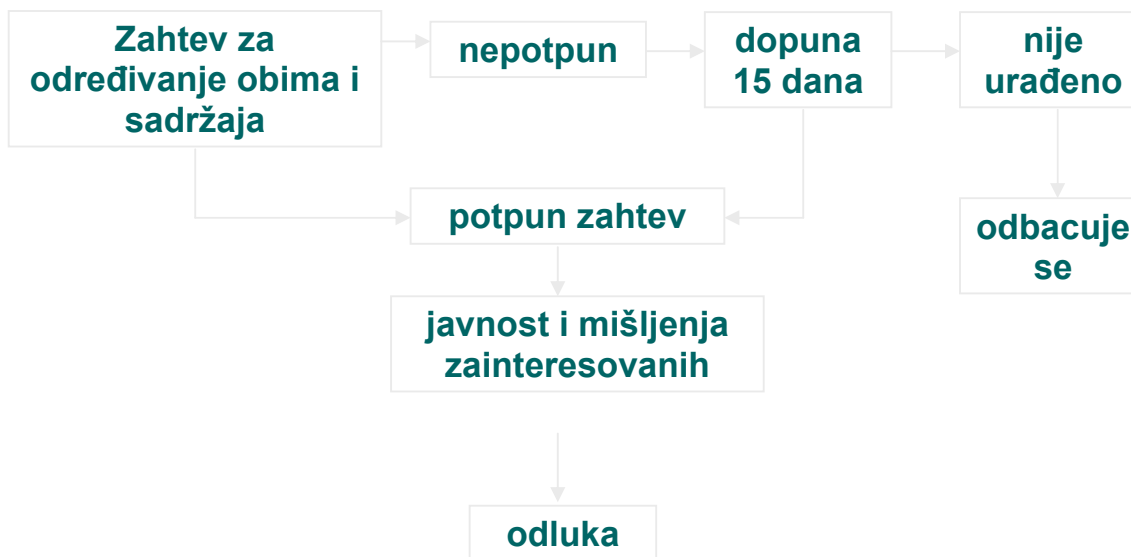 Zahtev za
određivanje obima i
sadržaja
nepotpun
dopuna
15 dana
nije
urađeno
potpun zahtev
odbacuje
se
javnost i mišljenja
zainteresovanih
odluka